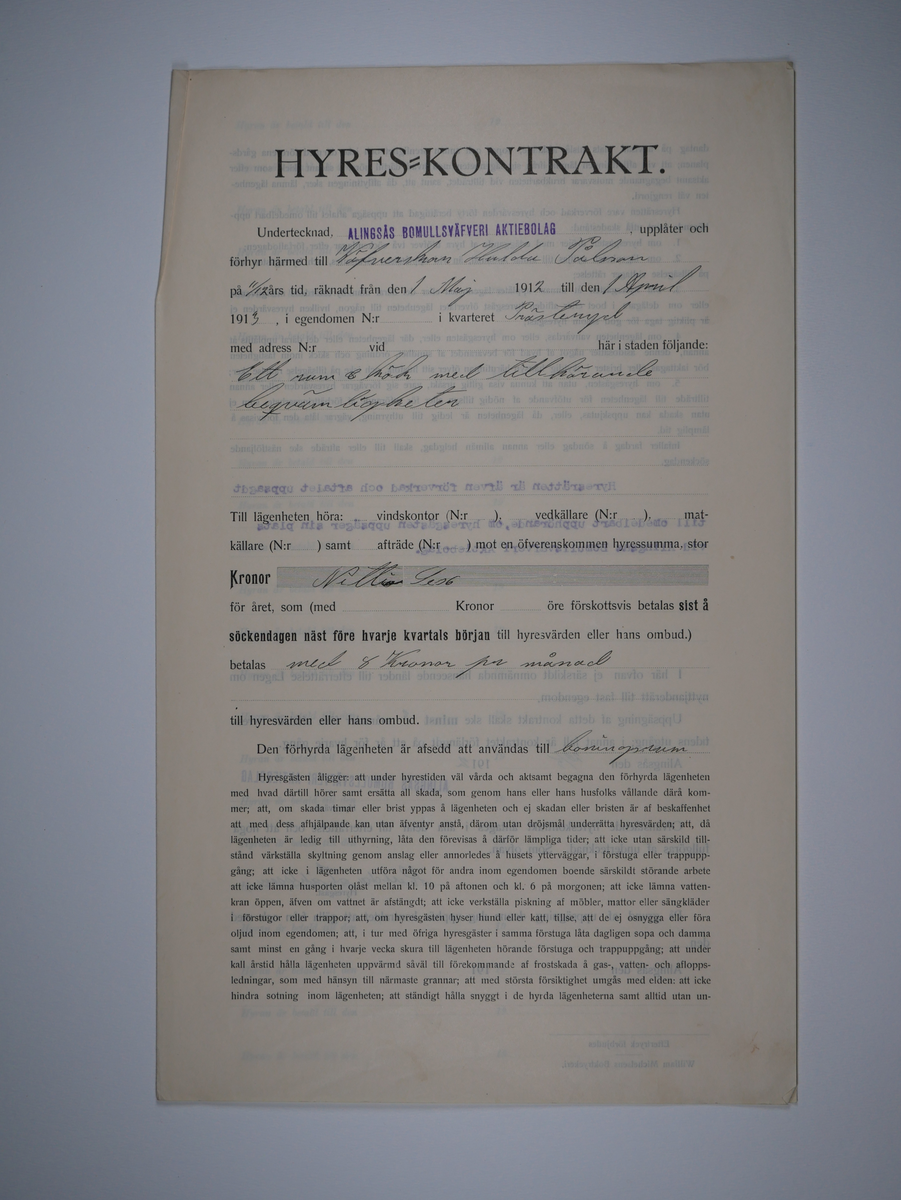 HYRES=KONTRAKT.
Undertecknad, ALINGSÅS BOMULLSVÄFVERI AKTIEBOLAG , upplåter och
förhyr härmed till Väfverskan Hulda Pålson
på 11/12 års tid, räknadt från den 1 Maj 1912 till den 1 April
1913 , i egendomen N:r i kvarteret
med adress N:r vid här i staden följande:
Ett rum & kök med tillhörande
beqvämligheter
Hyresrätten är även förverkad och aftalet uppsagdt
Till lägenheten höra: vindskontor (N:r ), vedkällare (N:r ), mat-
till omedelbart upphörande, om hyresgästen uppsäger sin plats
källare (N:r ) samt afträde (N:r ) mot en öfverenskommen hyressumma, stor
Kronor Nittio Sex
för året, som (med Kronor öre förskottsvis betalas sist å
söckendagen näst före hvarje kvartals början till hyresvärden eller hans ombud.)
betalas med 8 Kronor pr månad
till hyresvärden eller hans ombud.
Den förhyrda lägenheten är afsedd att användas till boningsrum
Hyresgästen åligger: att under hyrestiden väl vårda och aktsamt begagna den förhyrda lägenheten
med hvad därtill hörer samt ersätta all skada, som genom hans eller hans husfolks vållande därå kom-
mer; att, om skada timar eller brist yppas å lägenheten och ej skadan eller bristen är af beskaffenhet
att med dess afhjälpande kan utan äfventyr anstå, därom utan dröjsmål underrätta hyresvärden; att, då
lägenheten är ledig till uthyrning, låta den förevisas å därför lämpliga tider; att icke utan särskild till-
stånd värkställa skyltning genom anslag eller annorledes å husets ytterväggar, i förstuga eller trappupp-
gång; att icke i lägenheten utföra något för andra inom egendomen boende särskildt störande arbete
att icke lämna husporten olåst mellan kl. 10 på aftonen och kl. 6 på morgonen; att icke lämna vatten-
kran öppen, äfven om vattnet är afstängdt; att icke verkställa piskning af möbler, mattor eller sängkläder
i förstugor eller trappor; att, om hyresgästen hyser hund eller katt, tillse, att de ej osnygga eller föra
oljud inom egendomen; att, i tur med öfriga hyresgäster i samma förstuga låta dagligen sopa och damma
samt minst en gång i hvarje vecka skura till lägenheten hörande förstuga och trappuppgång; att under
kall årstid hålla lägenheten uppvärmd såväl till förekommande af frostskada å gas-, vatten- och aflopps-
ledningar, som med hänsyn till närmaste grannar; att med största försiktighet umgås med elden: att icke
hindra sotning inom lägenheten; att ständigt hålla snyggt i de hyrda lägenheterna samt alltid utan un-